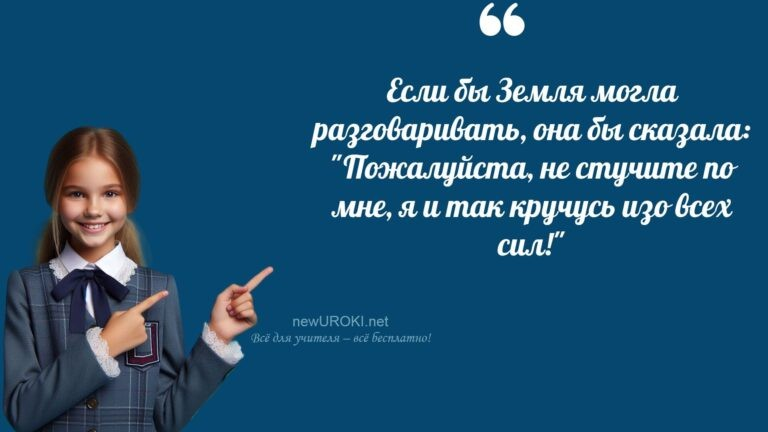 ❝
Если бы Земля могла
разговаривать, она бы сказала:
"Пожалуйста, не стучите по
мне, я и так кручусь изо всех
сил!"
newUROKI.net
Всё для учителя – всё бесплатно!